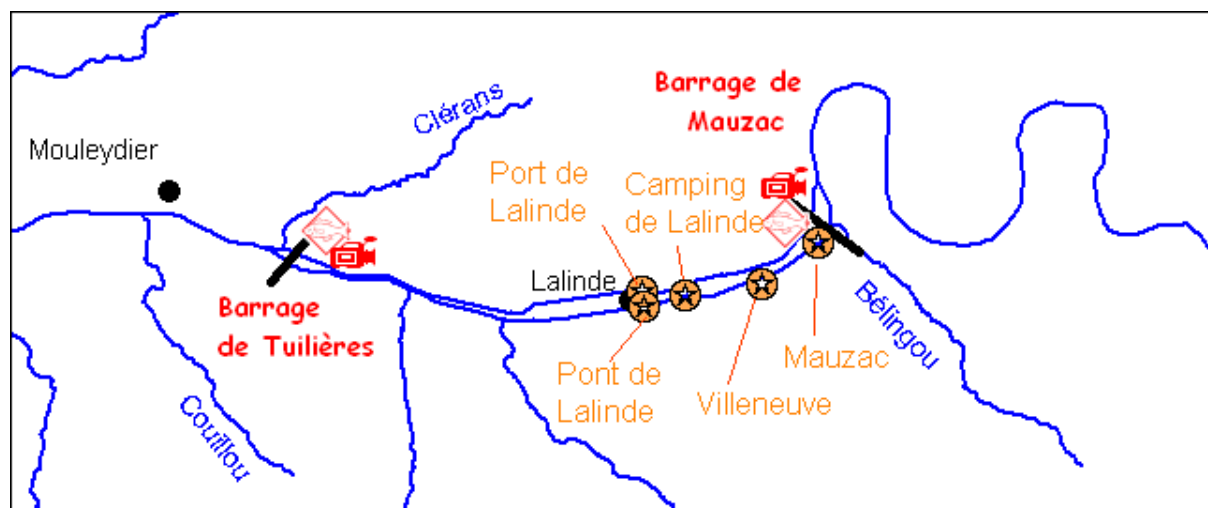 Mouleydier
Clérans
Barrage de
Mauzac
Port de
Lalinde
Camping
de Lalinde
Lalinde
Barrage
de Tuilières
Couillou
Pont de
Lalinde
Villeneuve
Mauzac
Bélingou